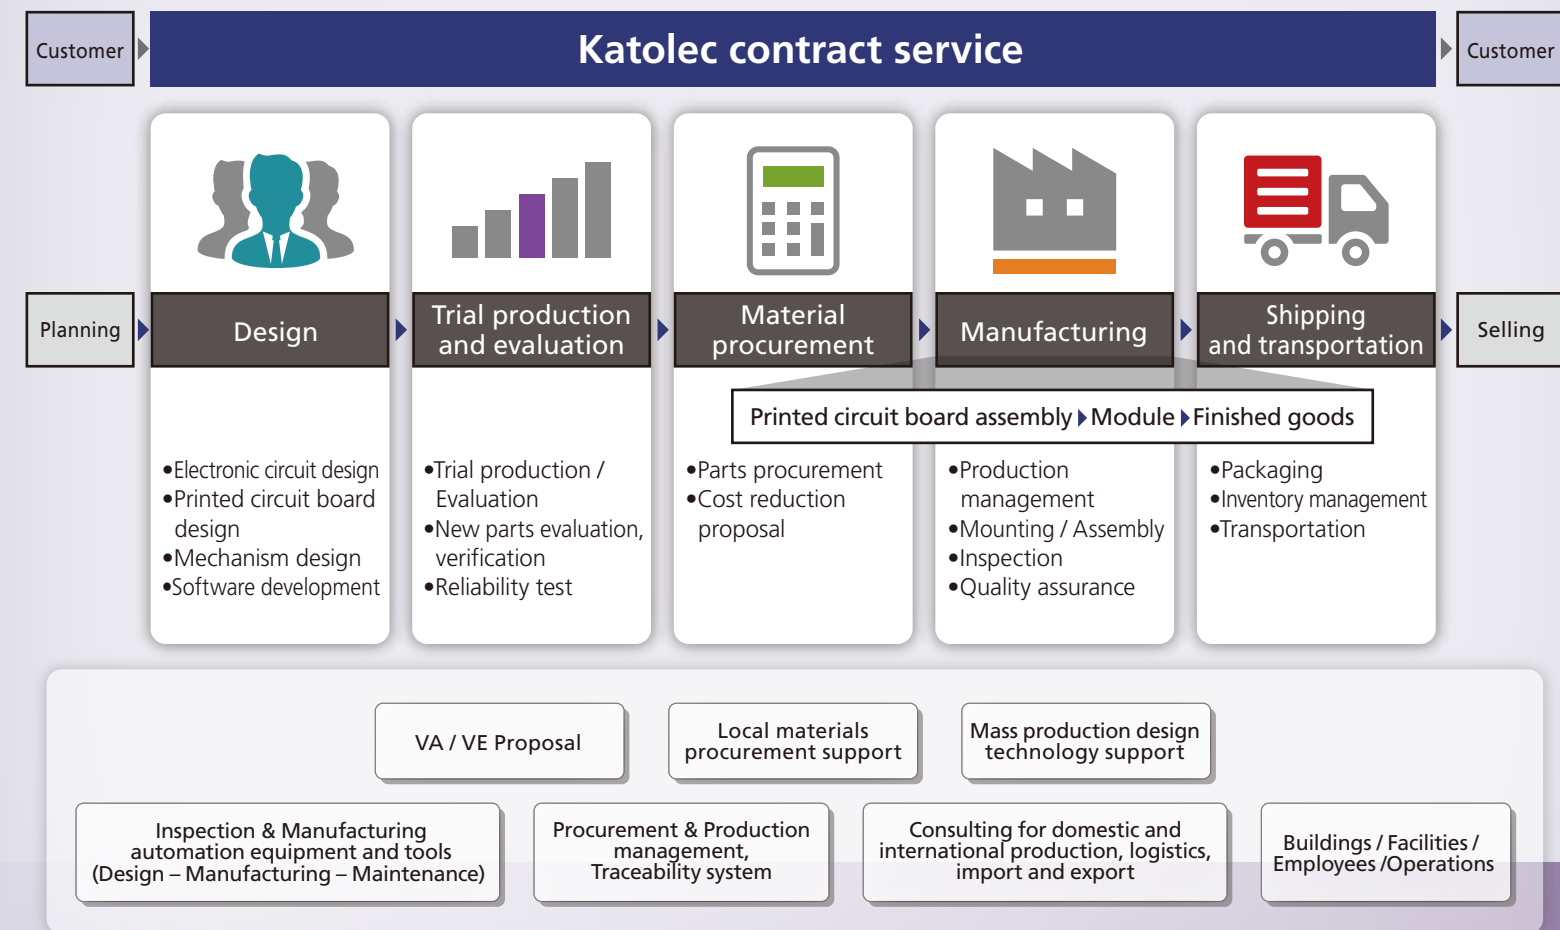 Customer
Katolec contract service
Customer
Planning
Design
Trial production
and evaluation
Material
procurement
Manufacturing
Shipping
and transportation
Selling
Printed circuit board assembly Module Finished goods
•Electronic circuit design
•Printed circuit board
design
•Mechanism design
•Software development
•Trial production /
Evaluation
•New parts evaluation,
verification
•Reliability test
•Parts procurement
•Cost reduction
proposal
•Production
management
•Mounting / Assembly
•Inspection
•Quality assurance
•Packaging
•Inventory management
•Transportation
VA / VE Proposal
Local materials
procurement support
Mass production design
technology support
Inspection & Manufacturing
automation equipment and tools
(Design – Manufacturing – Maintenance)
Procurement & Production
management,
Traceability system
Consulting for domestic and
international production, logistics,
import and export
Buildings / Facilities /
Employees /Operations